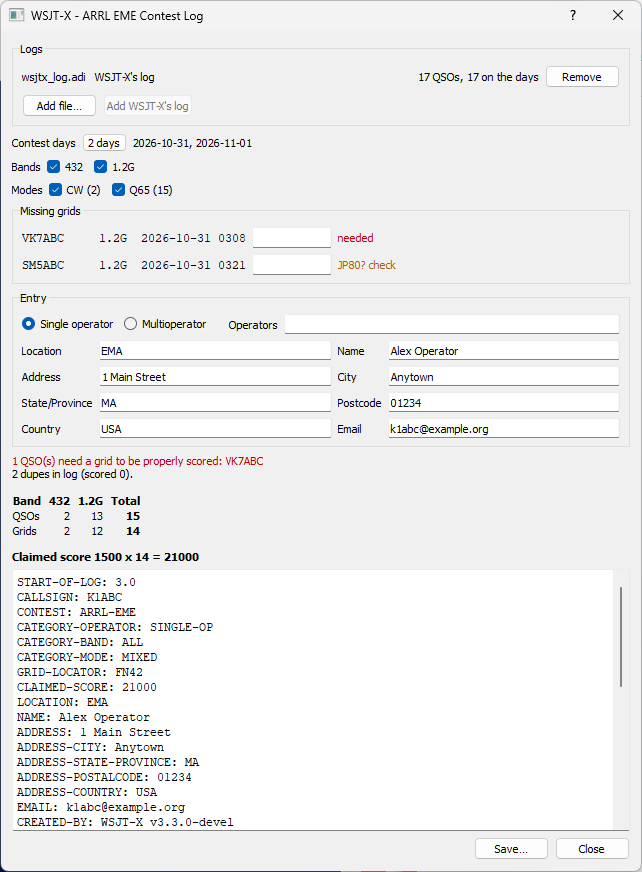 WSJT-X - ARRL EME Contest Log
Logs
wsjtx_log.adi WSJT-X's log 17 QSOs, 17 on the days Remove
Add file... Add WSJT-X's log
Contest days 2 days 2026-10-31, 2026-11-01
Bands 432 1.2G
Modes CW (2) Q65 (15)
Missing grids
VK7ABC 1.2G 2026-10-31 0308 needed
SM5ABC 1.2G 2026-10-31 0321 JP80? check
Entry
Single operator Multioperator Operators
Location EMA Name Alex Operator
Address 1 Main Street City Anytown
State/Province MA Postcode 01234
Country USA Email k1abc@example.org
1 QSO(s) need a grid to be properly scored: VK7ABC
2 dupes in log (scored 0).
Band 432 1.2G Total
QSOs 2 13 15
Grids 2 12 14
Claimed score 1500 x 14 = 21000
START-OF-LOG: 3.0
CALLSIGN: K1ABC
CONTEST: ARRL-EME
CATEGORY-OPERATOR: SINGLE-OP
CATEGORY-BAND: ALL
CATEGORY-MODE: MIXED
GRID-LOCATOR: FN42
CLAIMED-SCORE: 21000
LOCATION: EMA
NAME: Alex Operator
ADDRESS: 1 Main Street
ADDRESS-CITY: Anytown
ADDRESS-STATE-PROVINCE: MA
ADDRESS-POSTALCODE: 01234
ADDRESS-COUNTRY: USA
EMAIL: k1abc@example.org
CREATED-BY: WSJT-X v3.3.0-devel
Save... Close